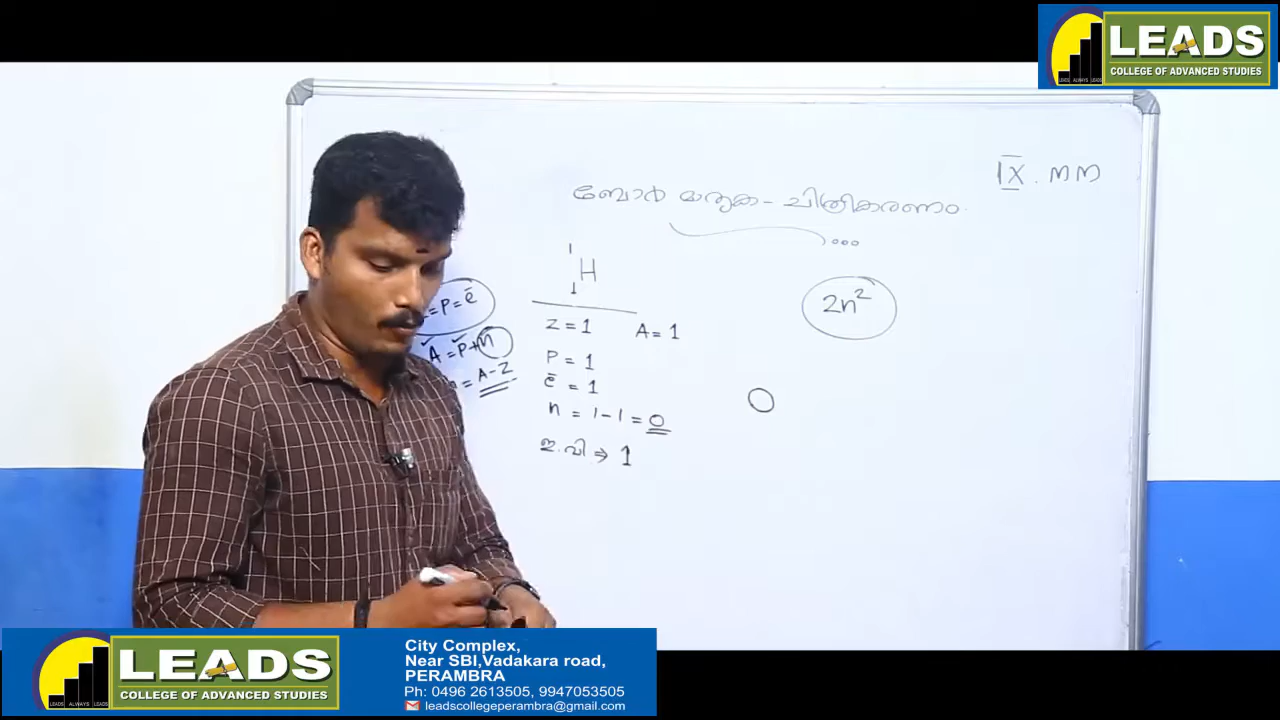 LEADS
COLLEGE OF ADVANCED STUDIES
IX. MM
ബോർ മാതൃക - ചിത്രീകരണം
1
H
1
=P=ē
A=P+n
n = A-Z
Z = 1 A = 1
P = 1
ē = 1
n = 1-1 = 0
ഇ.വി ⇒ 1
2n²
LEADS
COLLEGE OF ADVANCED STUDIES
City Complex,
Near SBI,Vadakara road,
PERAMBRA
Ph: 0496 2613505, 9947053505
leadscollegeperambra@gmail.com